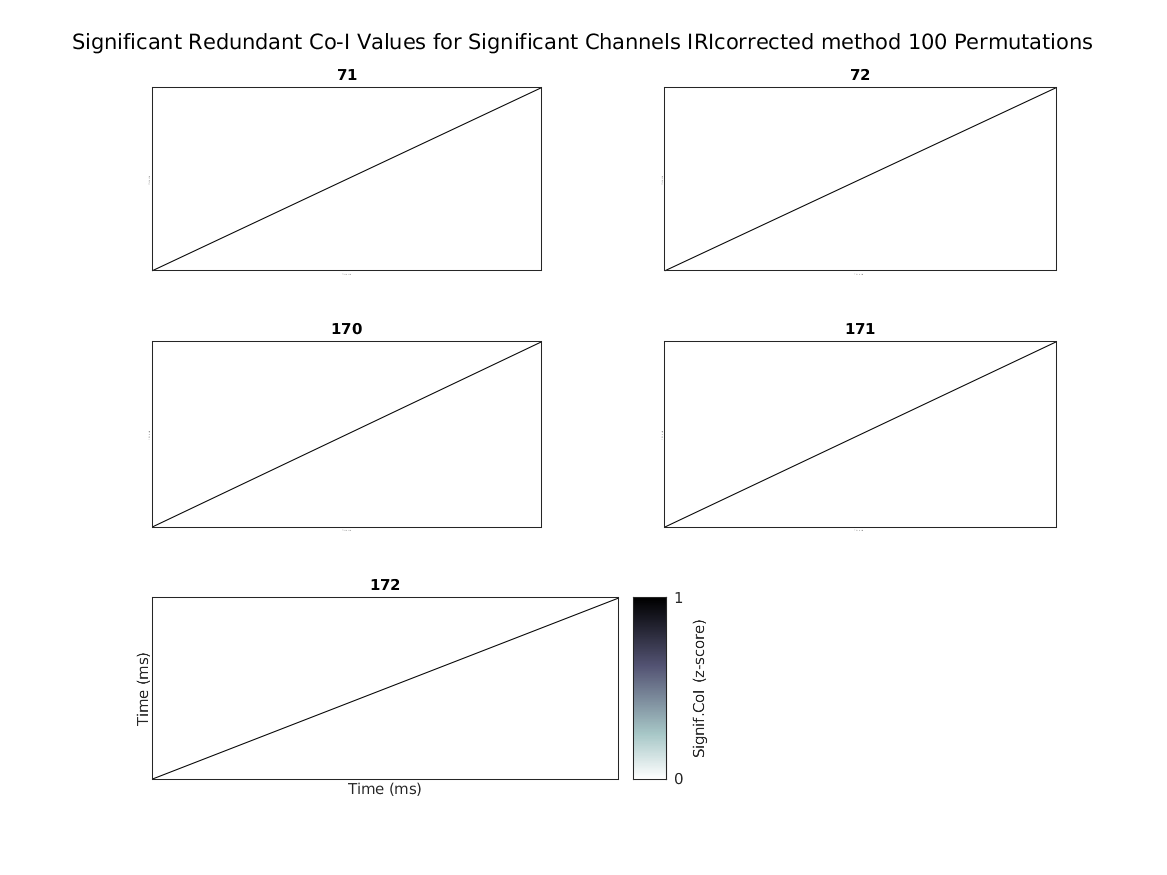 Significant Redundant Co-I Values for Significant Channels IRIcorrected method 100 Permutations
71
72
170
171
172
Time (ms)
Time (ms)
1
0
Signif.CoI (z-score)